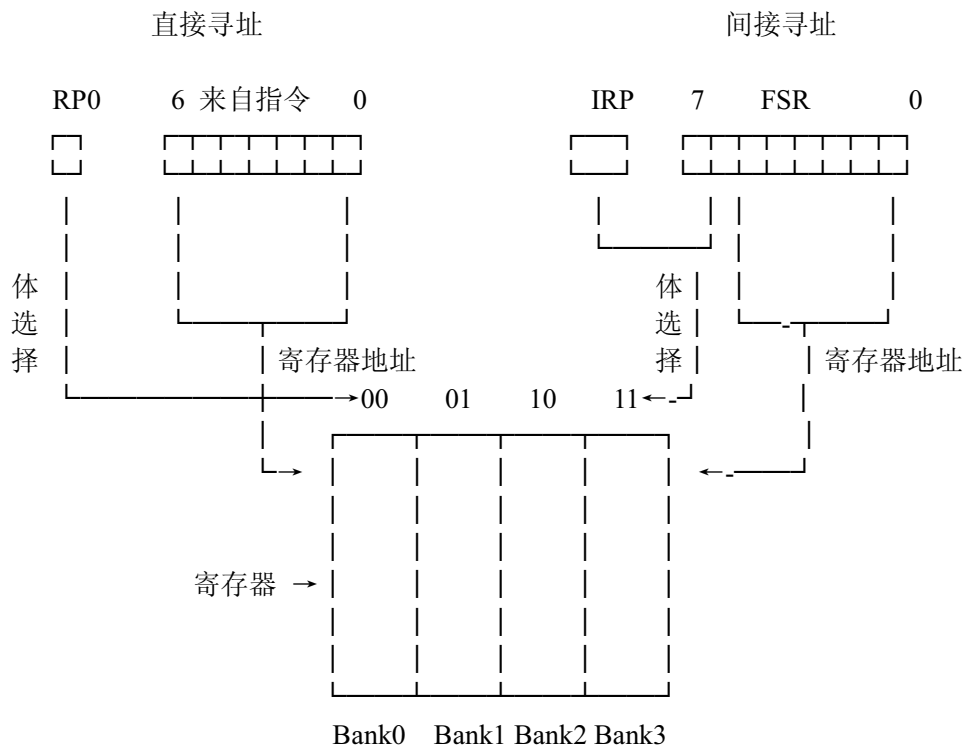 直接寻址 间接寻址
RP0 6 来自指令 0 IRP 7 FSR 0
体 体
选 选
择 寄存器地址 择 寄存器地址
00 01 10 11
寄存器
Bank0 Bank1 Bank2 Bank3